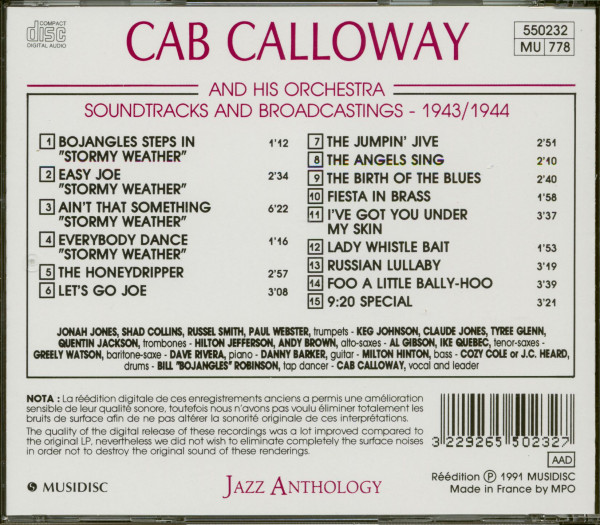 COMPACT
disc
DIGITAL AUDIO
CAB CALLOWAY
550232
MU 778
AND HIS ORCHESTRA
SOUNDTRACKS AND BROADCASTINGS - 1943/1944
1 BOJANGLES STEPS IN
"STORMY WEATHER" 1'12
2 EASY JOE
"STORMY WEATHER" 2'34
3 AIN'T THAT SOMETHING
"STORMY WEATHER" 6'22
4 EVERYBODY DANCE
"STORMY WEATHER" 1'16
5 THE HONEYDRIPPER 2'57
6 LET'S GO JOE 3'08
7 THE JUMPIN' JIVE 2'51
8 THE ANGELS SING 2'10
9 THE BIRTH OF THE BLUES 2'40
10 FIESTA IN BRASS 1'58
11 I'VE GOT YOU UNDER
MY SKIN 3'37
12 LADY WHISTLE BAIT 1'53
13 RUSSIAN LULLABY 3'19
14 FOO A LITTLE BALLY-HOO 3'39
15 9:20 SPECIAL 3'21
JONAH JONES, SHAD COLLINS, RUSSEL SMITH, PAUL WEBSTER, trumpets - KEG JOHNSON, CLAUDE JONES, TYREE GLENN,
QUENTIN JACKSON, trombones - HILTON JEFFERSON, ANDY BROWN, alto-saxes - AL GIBSON, IKE QUEBEC, tenor-saxes -
GREELY WATSON, baritone-saxe - DAVE RIVERA, piano - DANNY BARKER, guitar - MILTON HINTON, bass - COZY COLE or J.C. HEARD,
drums - BILL "BOJANGLES" ROBINSON, tap dancer - CAB CALLOWAY, vocal and leader
NOTA : La réédition digitale de ces enregistrements anciens a permis une amélioration
sensible de leur qualité sonore, toutefois nous n'avons pas voulu éliminer totalement les
bruits de surface afin de ne pas altérer la sonorité originale de ces interprétations.
The quality of the digital release of these recordings was a lot improved compared to
the original LP, nevertheless we did not wish to eliminate completely the surface noises
in order not to destroy the original sound of these renderings.
3 229265 502327
AAD
MUSIDISC
JAZZ ANTHOLOGY
Réédition Ⓟ 1991 MUSIDISC
Made in France by MPO